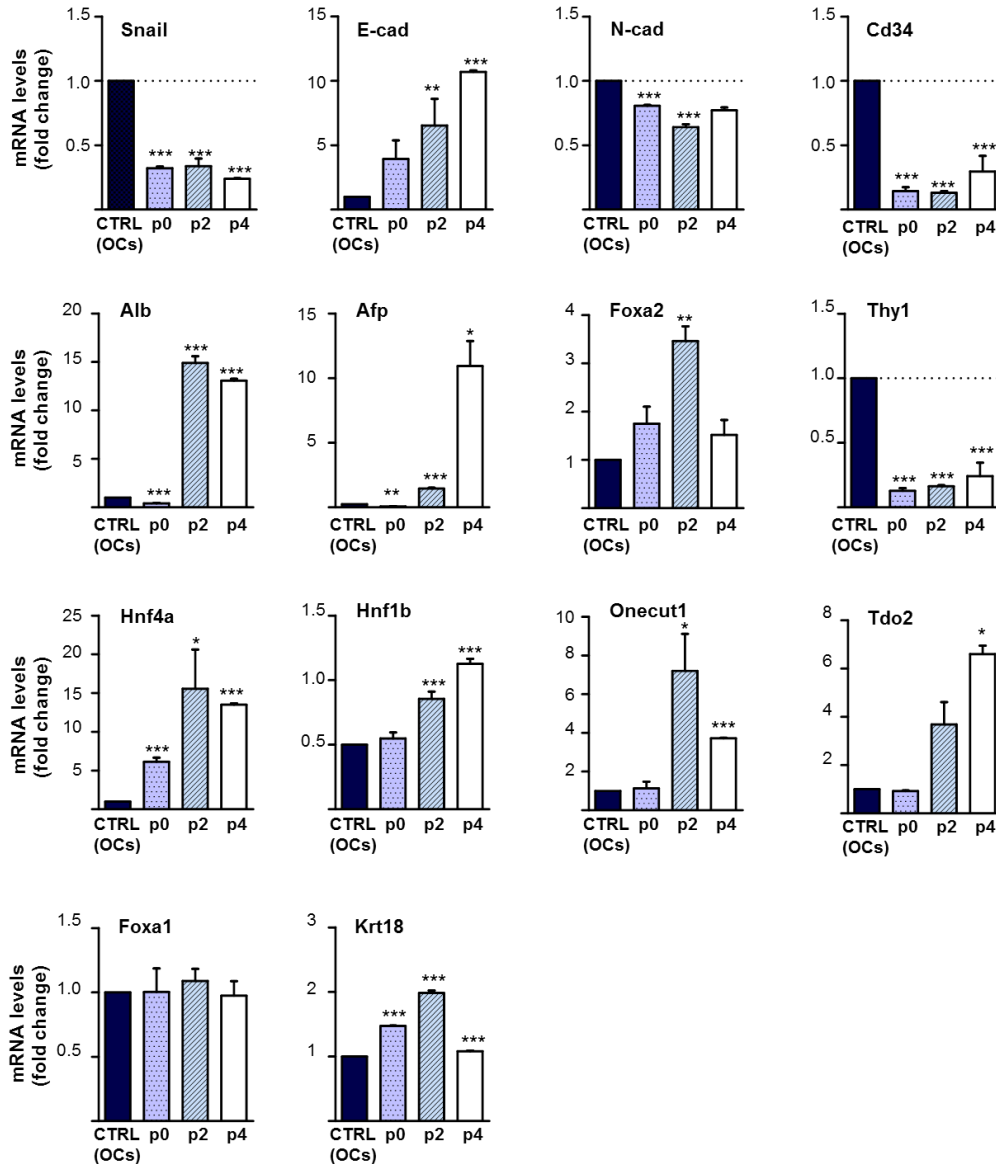 Snail
mRNA levels
(fold change)
1.5
1.0
0.5
*** *** ***
CTRL p0 p2 p4
(OCs)
E-cad
15
10
5
** ***
CTRL p0 p2 p4
(OCs)
N-cad
1.5
1.0
0.5
*** ***
CTRL p0 p2 p4
(OCs)
Cd34
1.5
1.0
0.5
*** *** ***
CTRL p0 p2 p4
(OCs)
Alb
mRNA levels
(fold change)
20
15
10
5
*** *** ***
CTRL p0 p2 p4
(OCs)
Afp
15
10
5
** *** *
CTRL p0 p2 p4
(OCs)
Foxa2
4
3
2
1
**
CTRL p0 p2 p4
(OCs)
Thy1
1.5
1.0
0.5
*** *** ***
CTRL p0 p2 p4
(OCs)
Hnf4a
mRNA levels
(fold change)
25
20
15
10
5
*** * ***
CTRL p0 p2 p4
(OCs)
Hnf1b
1.5
1.0
0.5
*** ***
CTRL p0 p2 p4
(OCs)
Onecut1
10
8
6
4
2
* ***
CTRL p0 p2 p4
(OCs)
Tdo2
8
6
4
2
*
CTRL p0 p2 p4
(OCs)
Foxa1
mRNA levels
(fold change)
1.5
1.0
0.5
CTRL p0 p2 p4
(OCs)
Krt18
3
2
1
*** *** ***
CTRL p0 p2 p4
(OCs)